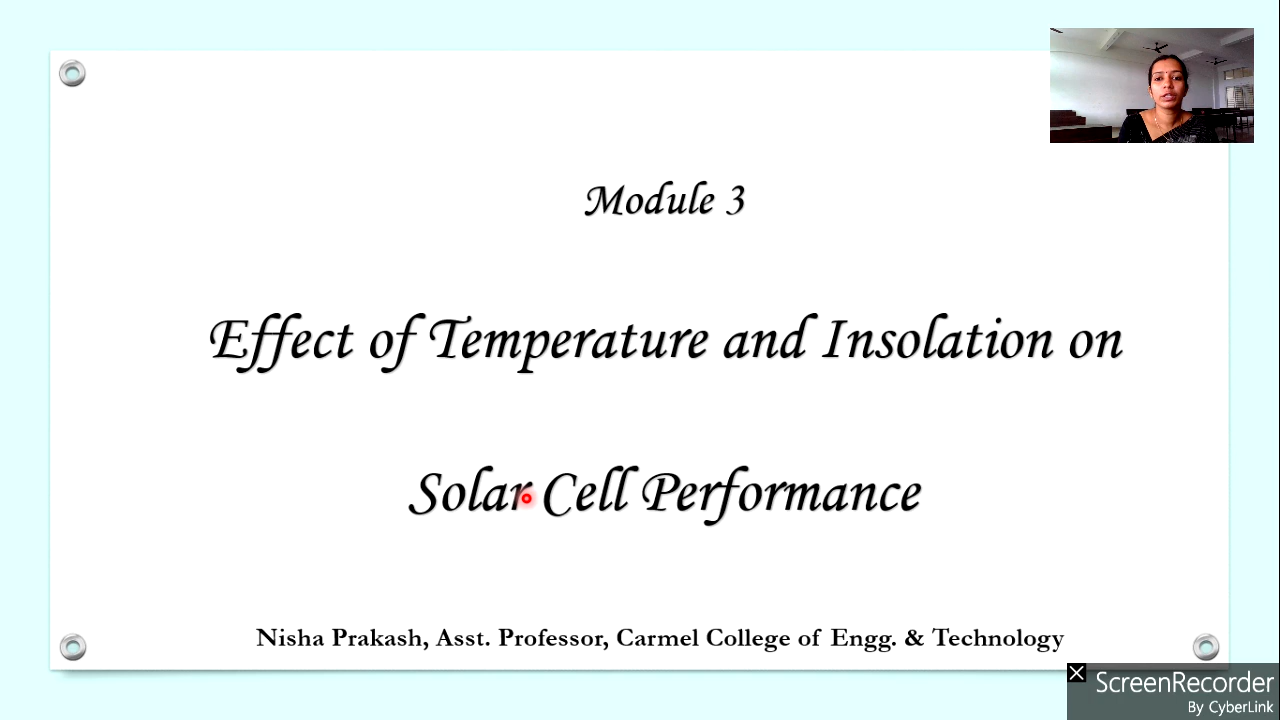 Module 3
Effect of Temperature and Insolation on
Solar Cell Performance
Nisha Prakash, Asst. Professor, Carmel College of Engg. & Technology
ScreenRecorder
By CyberLink